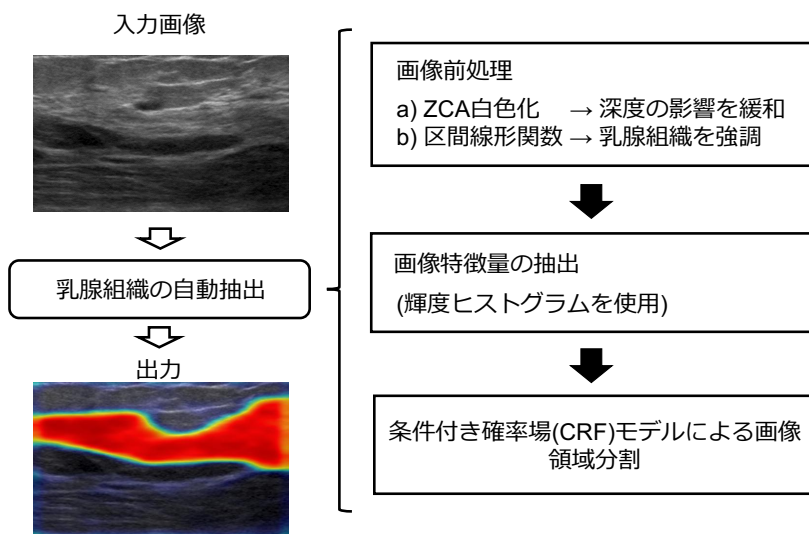 入力画像
乳腺組織の自動抽出
出力
画像前処理
a) ZCA白色化 → 深度の影響を緩和
b) 区間線形関数 → 乳腺組織を強調
画像特徴量の抽出
(輝度ヒストグラムを使用)
条件付き確率場(CRF)モデルによる画像
領域分割